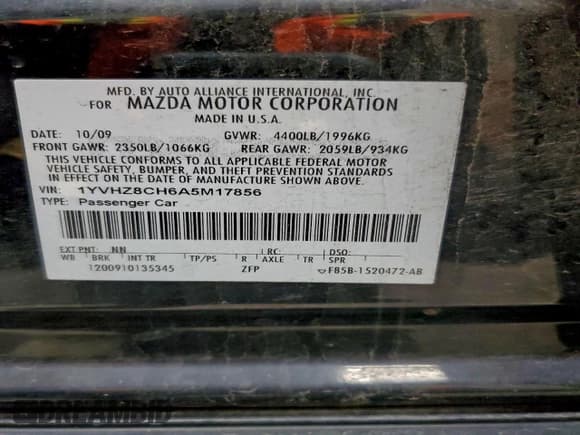 MFD. BY AUTO ALLIANCE INTERNATIONAL, INC.
FOR MAZDA MOTOR CORPORATION
MADE IN U.S.A.
DATE: 10/09 GVWR: 4400LB/1996KG
FRONT GAWR: 2350LB/1066KG REAR GAWR: 2059LB/934KG
THIS VEHICLE CONFORMS TO ALL APPLICABLE FEDERAL MOTOR
VEHICLE SAFETY, BUMPER, AND THEFT PREVENTION STANDARDS
IN EFFECT ON THE DATE OF MANUFACTURE SHOWN ABOVE.
VIN: 1YVHZ8CH6A5M17856
TYPE: Passenger Car
EXT PNT: NN RC: DSO:
WB BRK INT TR TP/PS R AXLE TR SPR
1200910135345 ZFP F85B-1520472-AB
DREAMBID